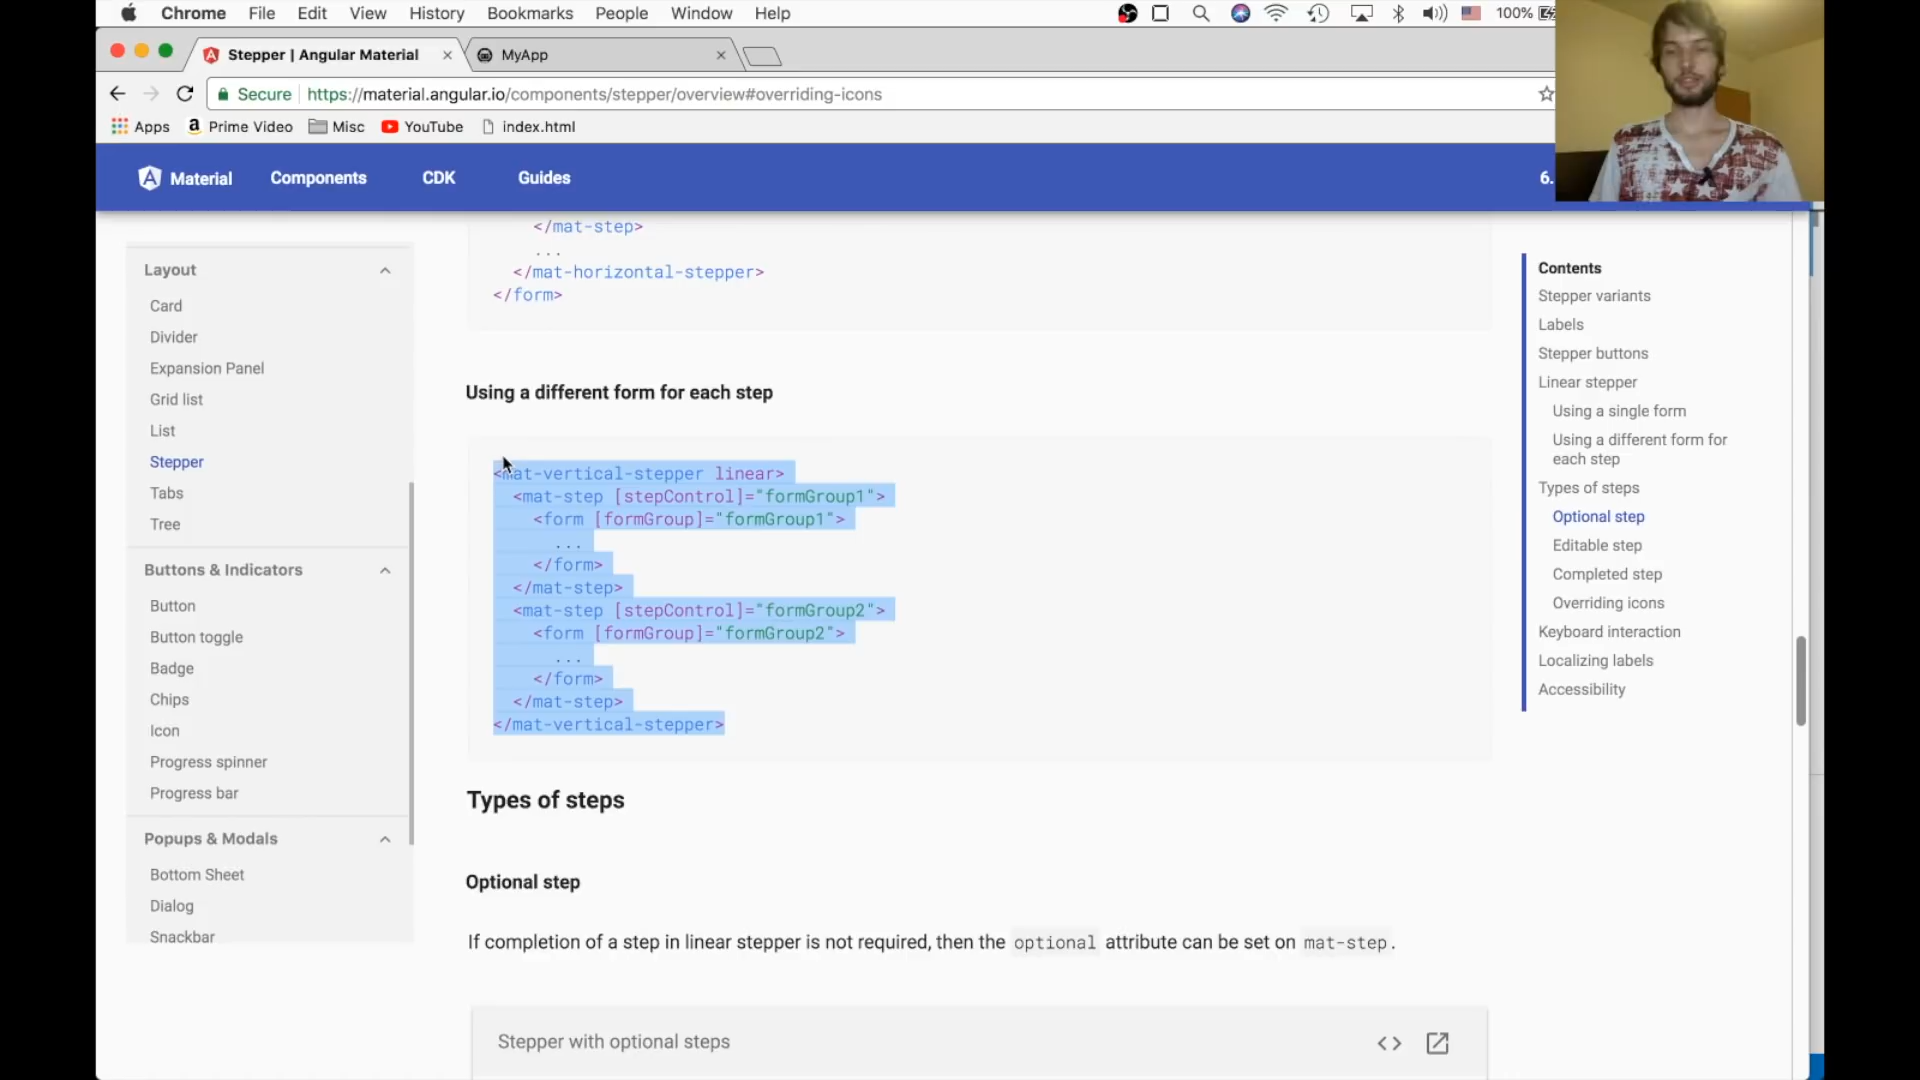 Chrome File Edit View History Bookmarks People Window Help 100%
Stepper | Angular Material × MyApp ×
Secure https://material.angular.io/components/stepper/overview#overriding-icons
Apps Prime Video Misc YouTube index.html
Material Components CDK Guides 6.
Layout
Card
Divider
Expansion Panel
Grid list
List
Stepper
Tabs
Tree
Buttons & Indicators
Button
Button toggle
Badge
Chips
Icon
Progress spinner
Progress bar
Popups & Modals
Bottom Sheet
Dialog
Snackbar
</mat-step>
...
</mat-horizontal-stepper>
</form>
Using a different form for each step
<mat-vertical-stepper linear>
<mat-step [stepControl]="formGroup1">
<form [formGroup]="formGroup1">
...
</form>
</mat-step>
<mat-step [stepControl]="formGroup2">
<form [formGroup]="formGroup2">
...
</form>
</mat-step>
</mat-vertical-stepper>
Types of steps
Optional step
If completion of a step in linear stepper is not required, then the optional attribute can be set on mat-step.
Stepper with optional steps
Contents
Stepper variants
Labels
Stepper buttons
Linear stepper
Using a single form
Using a different form for
each step
Types of steps
Optional step
Editable step
Completed step
Overriding icons
Keyboard interaction
Localizing labels
Accessibility